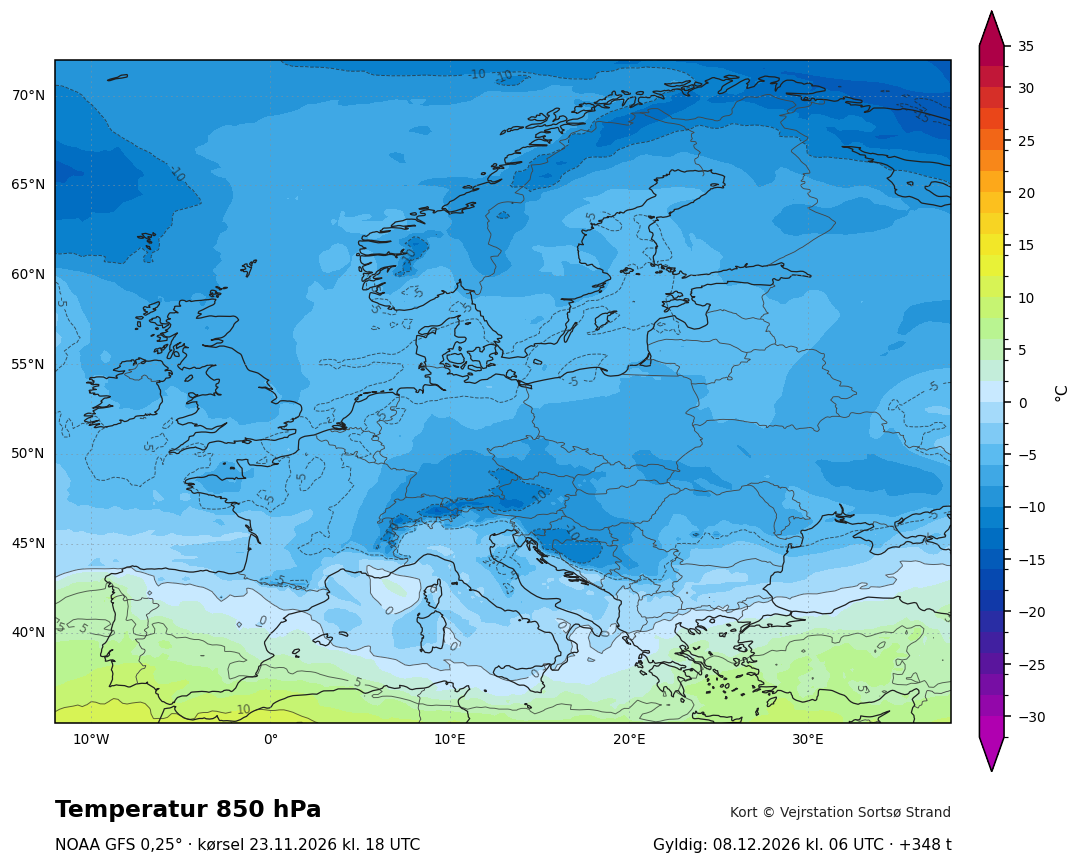 70°N
65°N
60°N
55°N
50°N
45°N
40°N
10°W
0°
10°E
20°E
30°E
35
30
25
20
15
10
5
0
−5
−10
−15
−20
−25
−30
°C
Temperatur 850 hPa
Kort © Vejrstation Sortsø Strand
NOAA GFS 0,25° · kørsel 23.11.2026 kl. 18 UTC
Gyldig: 08.12.2026 kl. 06 UTC · +348 t